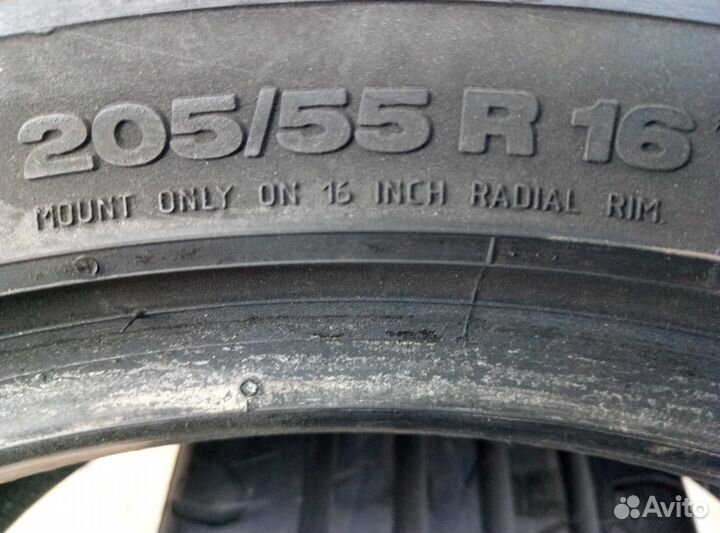 205/55 R 16
MOUNT ONLY ON 16 INCH RADIAL RIM
Avito